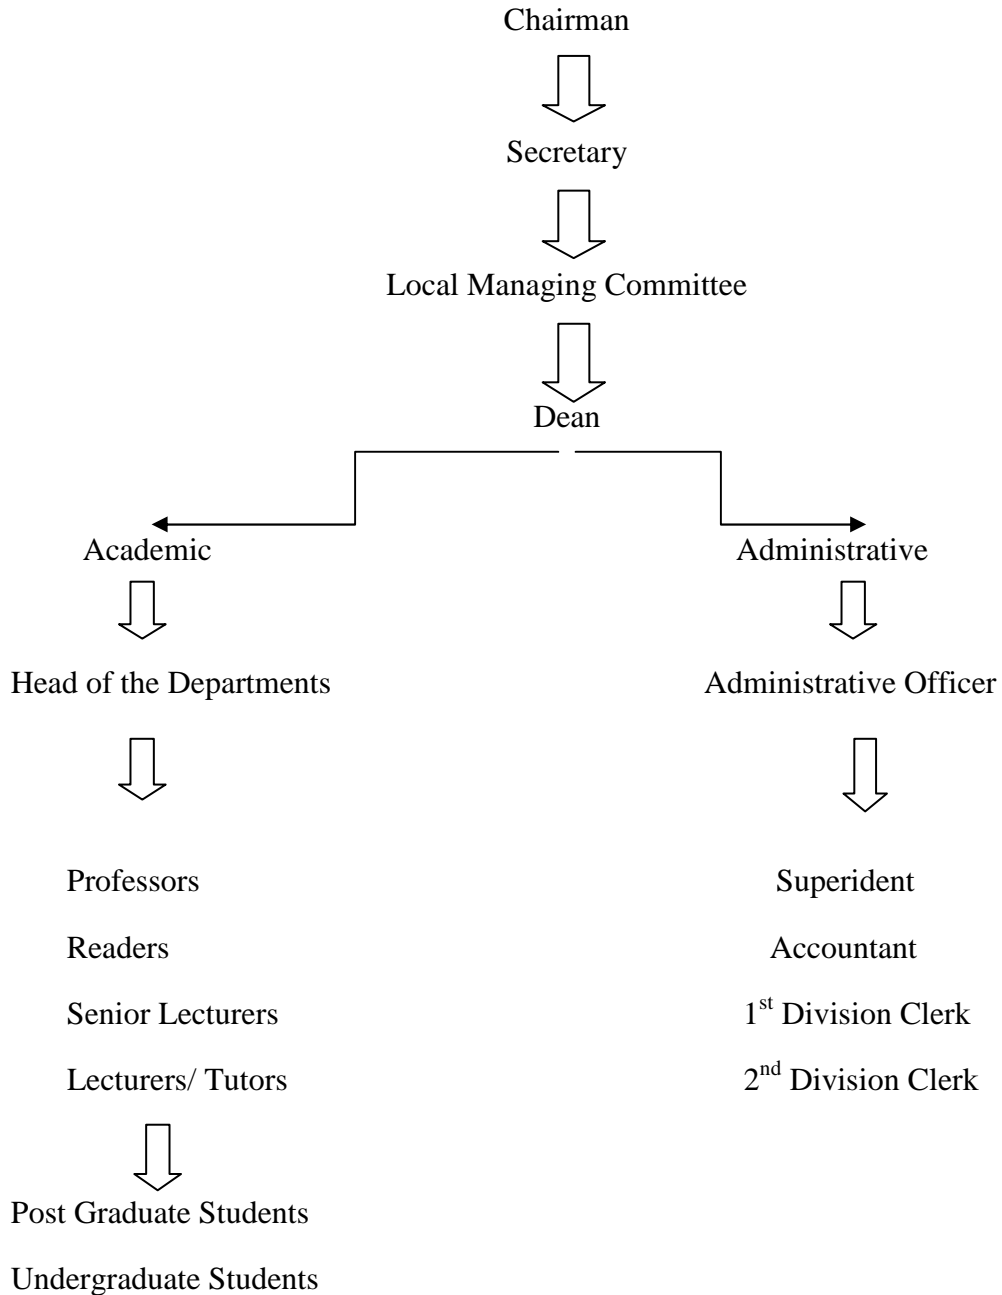 Chairman
Secretary
Local Managing Committee
Dean
Academic
Administrative
Head of the Departments
Administrative Officer
Professors
Superident
Readers
Accountant
Senior Lecturers
1st Division Clerk
Lecturers/ Tutors
2nd Division Clerk
Post Graduate Students
Undergraduate Students